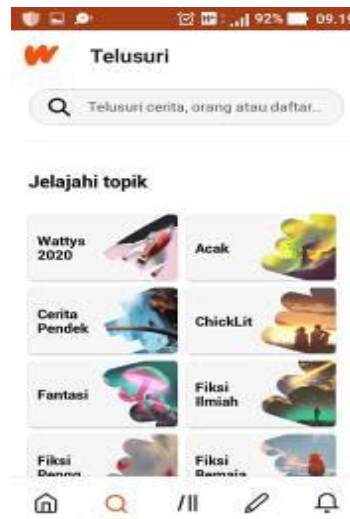 92% 09.19
Telusuri
Telusuri cerita, orang atau daftar...
Jelajahi topik
Wattys
2020
Acak
Cerita
Pendek
ChickLit
Fantasi
Fiksi
Ilmiah
Fiksi
Fiksi
Remaja